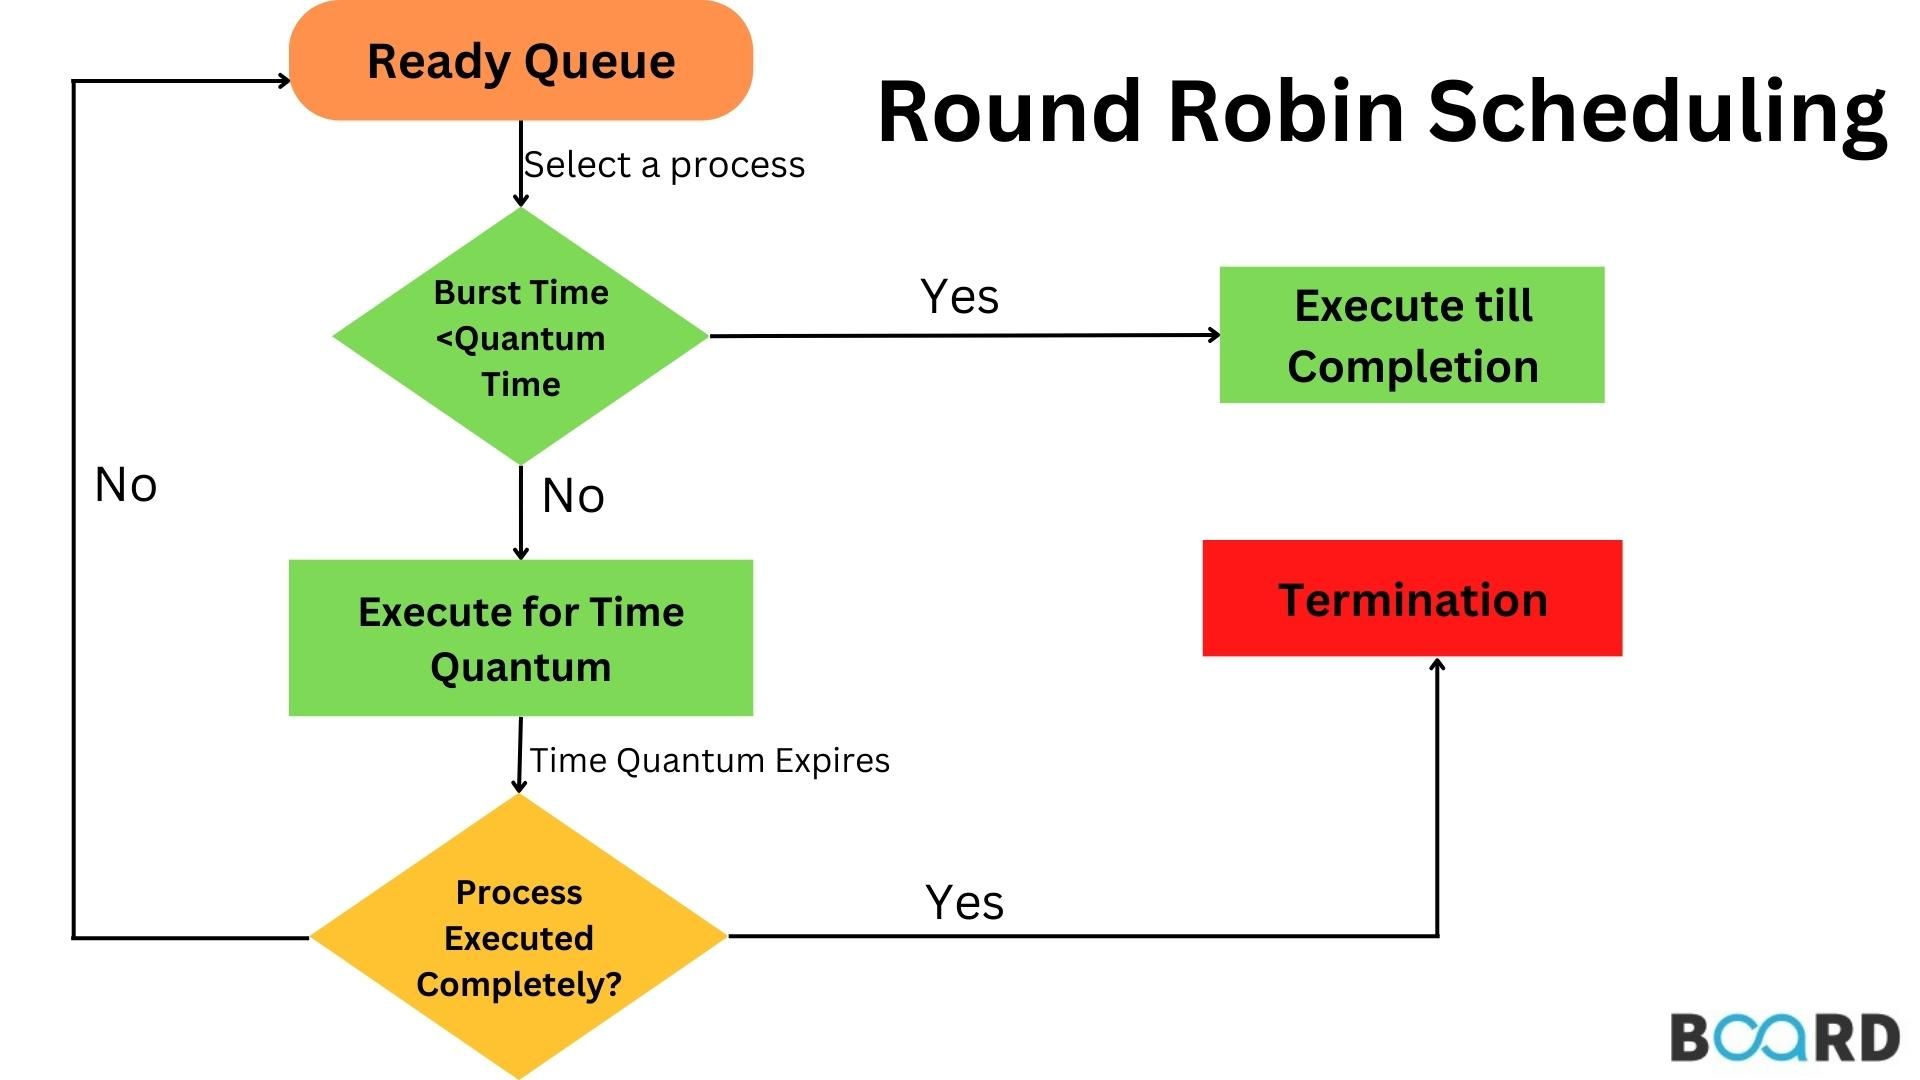 Ready Queue
Round Robin Scheduling
Select a process
Burst Time
<Quantum
Time
Yes
Execute till
Completion
No
No
Execute for Time
Quantum
Termination
Time Quantum Expires
Process
Executed
Completely?
Yes
BOARD